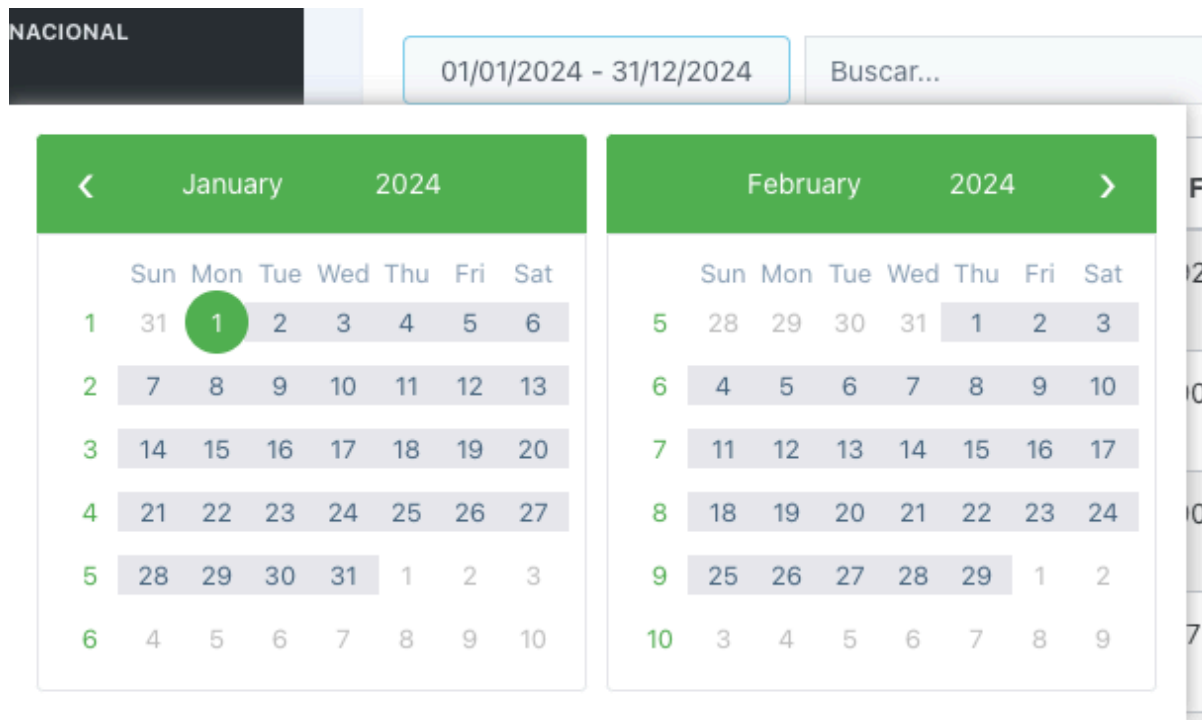 NACIONAL
01/01/2024 - 31/12/2024 Buscar...
‹ January 2024
Sun Mon Tue Wed Thu Fri Sat
1 31 1 2 3 4 5 6
2 7 8 9 10 11 12 13
3 14 15 16 17 18 19 20
4 21 22 23 24 25 26 27
5 28 29 30 31 1 2 3
6 4 5 6 7 8 9 10
February 2024 ›
Sun Mon Tue Wed Thu Fri Sat
5 28 29 30 31 1 2 3
6 4 5 6 7 8 9 10
7 11 12 13 14 15 16 17
8 18 19 20 21 22 23 24
9 25 26 27 28 29 1 2
10 3 4 5 6 7 8 9